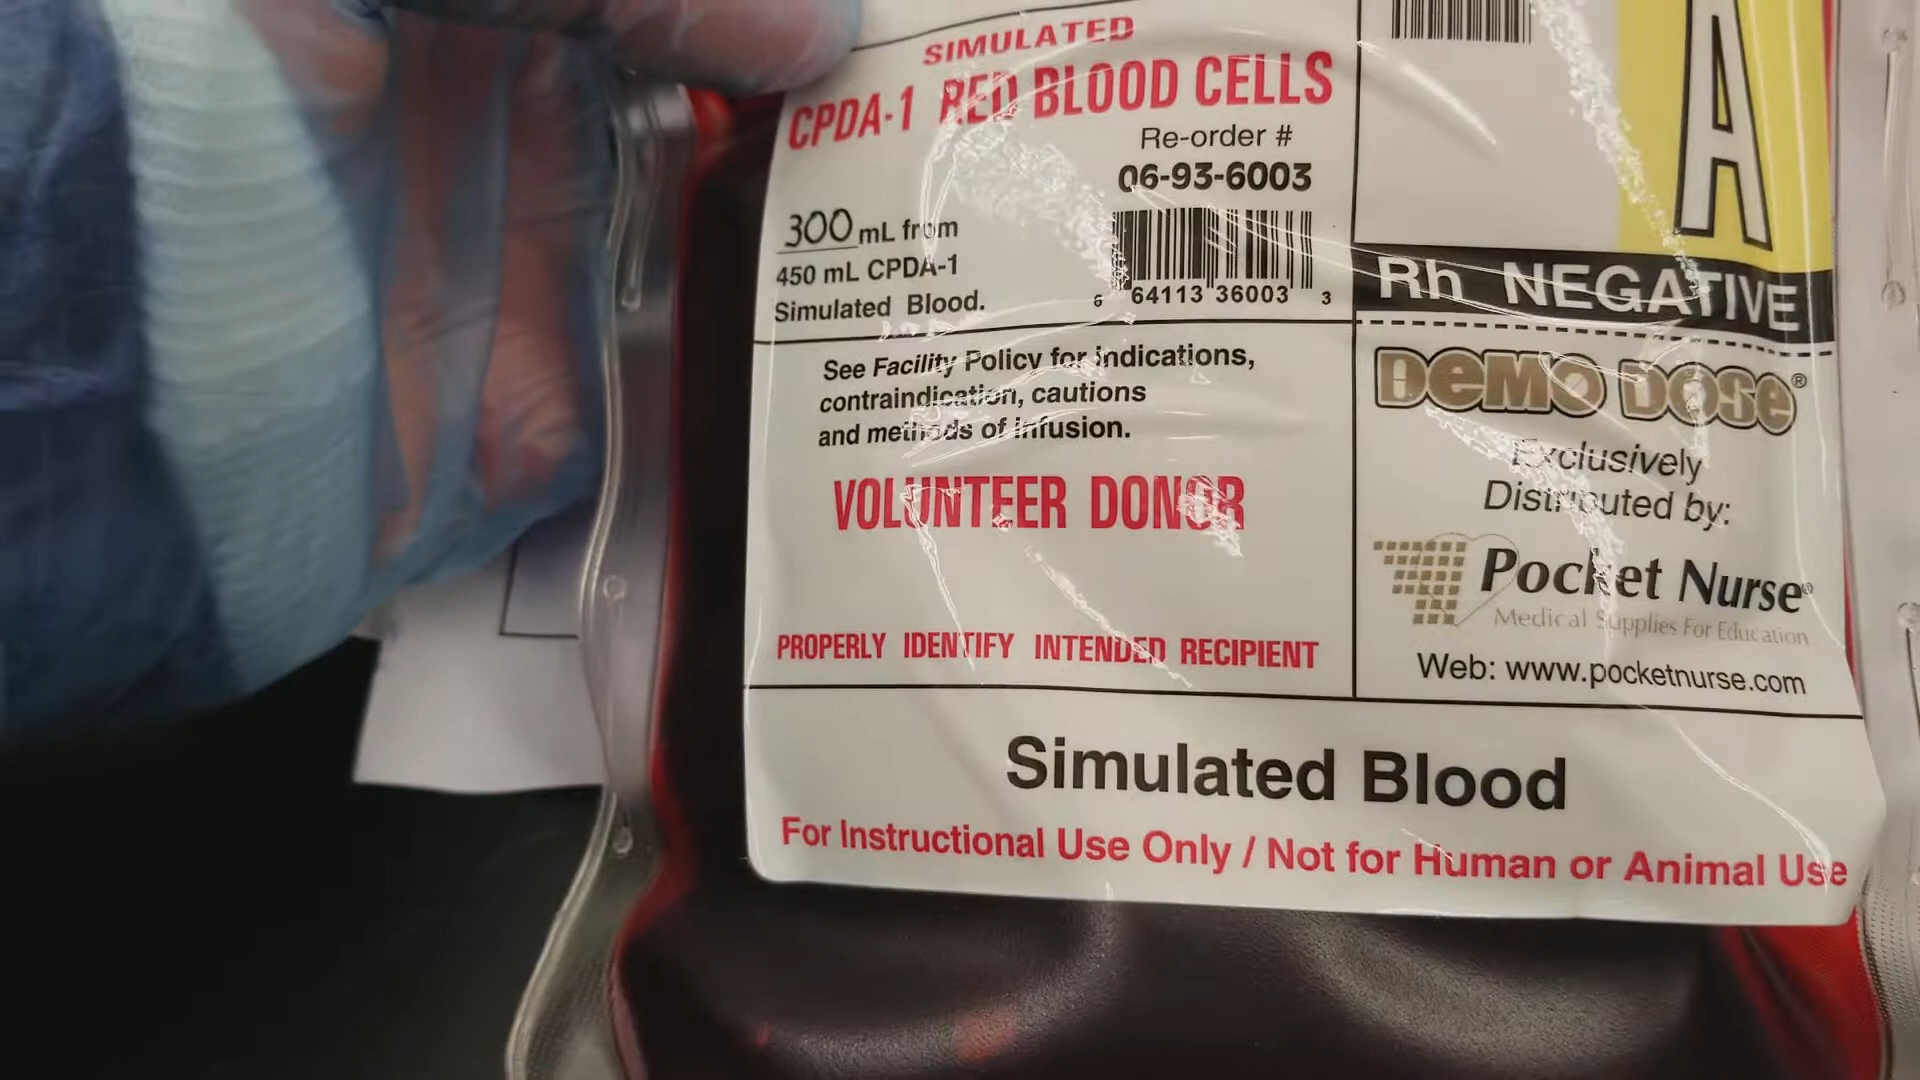 SIMULATED
CPDA-1 RED BLOOD CELLS
Re-order #
06-93-6003
300 mL from
450 mL CPDA-1
Simulated Blood.
6 64113 36003 3
See Facility Policy for indications,
contraindication, cautions
and methods of infusion.
VOLUNTEER DONOR
PROPERLY IDENTIFY INTENDED RECIPIENT
A
Rh NEGATIVE
DEMO DOSE®
Exclusively
Distributed by:
Pocket Nurse®
Medical Supplies For Education
Web: www.pocketnurse.com
Simulated Blood
For Instructional Use Only / Not for Human or Animal Use